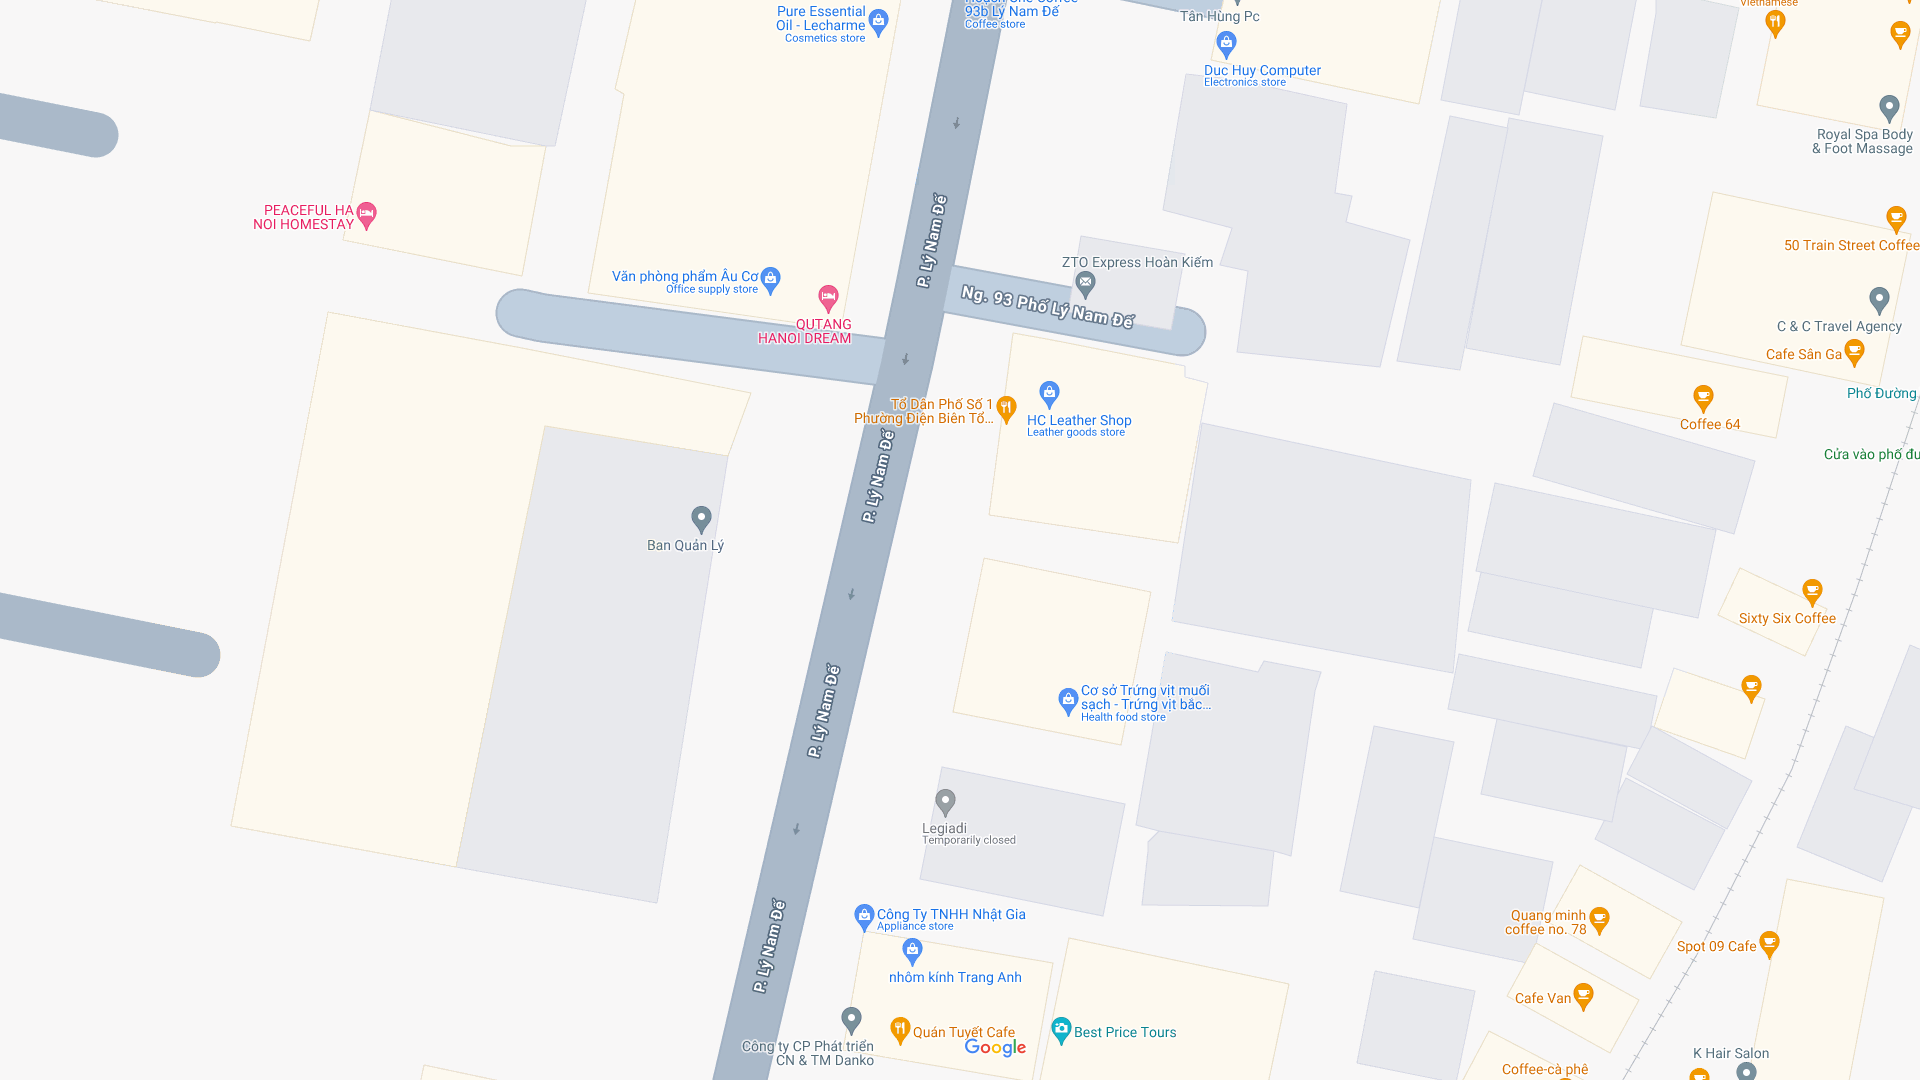 Pure Essential
Oil - Lecharme
Cosmetics store
93b Lý Nam Đế
Coffee store
Tân Hùng Pc
Duc Huy Computer
Electronics store
Vietnamese
Royal Spa Body
& Foot Massage
PEACEFUL HA
NOI HOMESTAY
P. Lý Nam Đế
50 Train Street Coffee
Văn phòng phẩm Âu Cơ
Office supply store
ZTO Express Hoàn Kiếm
Ng. 93 Phố Lý Nam Đế
QUTANG
HANOI DREAM
C & C Travel Agency
Cafe Sân Ga
Phố Đường
Tổ Dân Phố Số 1
Phường Điện Biên Tổ...
HC Leather Shop
Leather goods store
Coffee 64
Cửa vào phố đư
P. Lý Nam Đế
Ban Quản Lý
Sixty Six Coffee
P. Lý Nam Đế
Cơ sở Trứng vịt muối
sạch - Trứng vịt bắc...
Health food store
Legiadi
Temporarily closed
P. Lý Nam Đế
Công Ty TNHH Nhật Gia
Appliance store
nhôm kính Trang Anh
Quang minh
coffee no. 78
Spot 09 Cafe
Cafe Van
Công ty CP Phát triển
CN & TM Danko
Quán Tuyết Cafe
Google
Best Price Tours
K Hair Salon
Coffee-cà phê